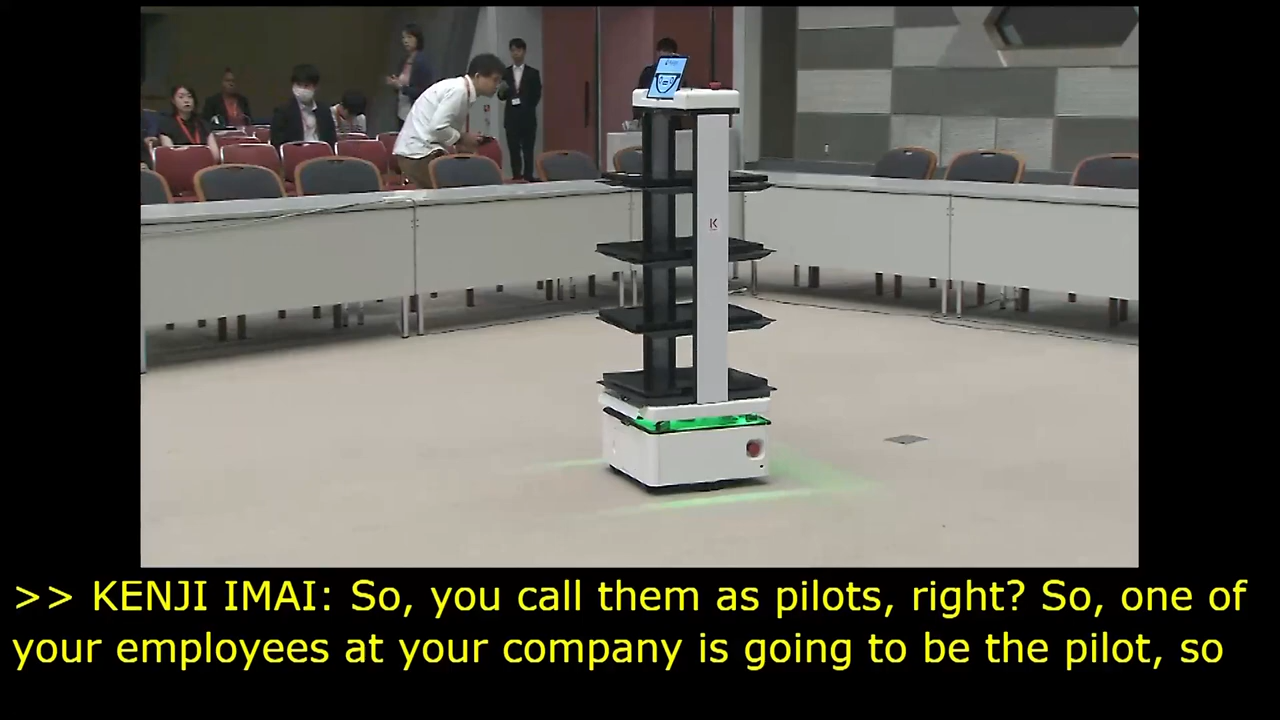 K
>> KENJI IMAI: So, you call them as pilots, right? So, one of
your employees at your company is going to be the pilot, so